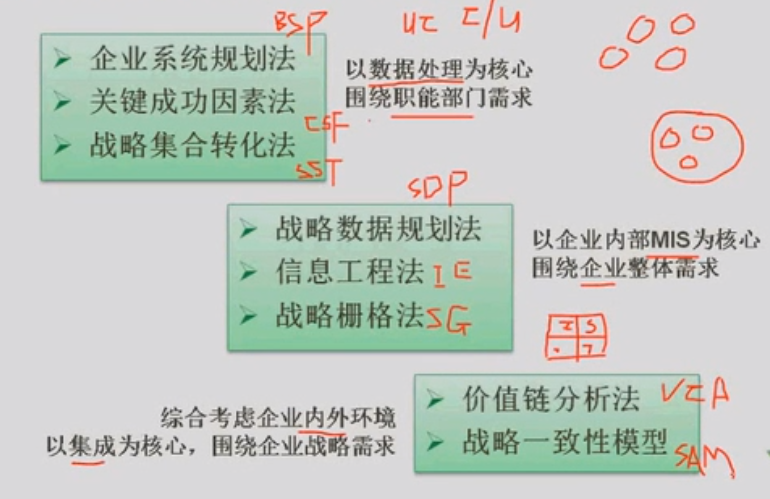 BSP UC C/U
企业系统规划法
以数据处理为核心
关键成功因素法
围绕职能部门需求
CSF
战略集合转化法
SST
SDP
战略数据规划法
以企业内部MIS为核心
信息工程法 IE
围绕企业整体需求
战略栅格法 SG
价值链分析法 VCA
综合考虑企业内外环境
战略一致性模型
以集成为核心，围绕企业战略需求
SAM